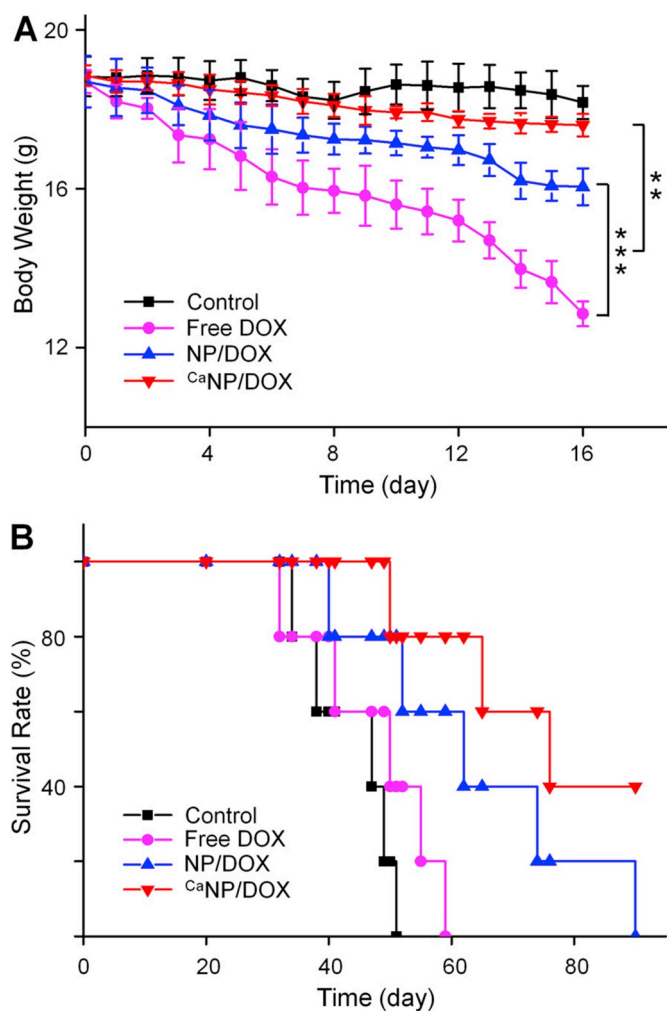 A
20
16
12
Body Weight (g)
Control
Free DOX
NP/DOX
CaNP/DOX
**
***
0 4 8 12 16
Time (day)
B
80
40
Survival Rate (%)
Control
Free DOX
NP/DOX
CaNP/DOX
0 20 40 60 80
Time (day)